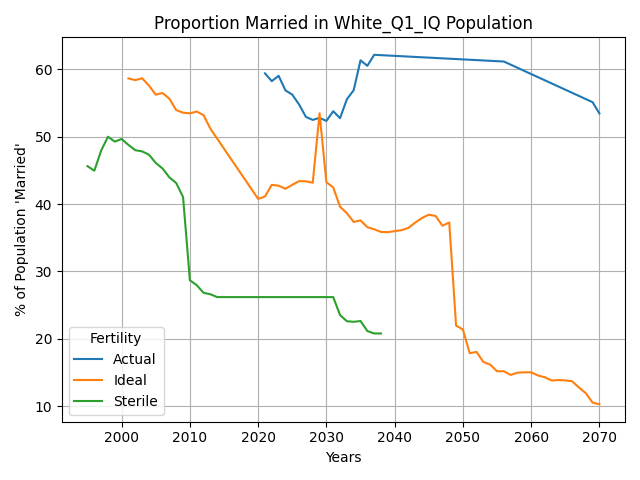 Proportion Married in White_Q1_IQ Population
% of Population 'Married'
60
50
40
30
20
10
Fertility
Actual
Ideal
Sterile
2000 2010 2020 2030 2040 2050 2060 2070
Years